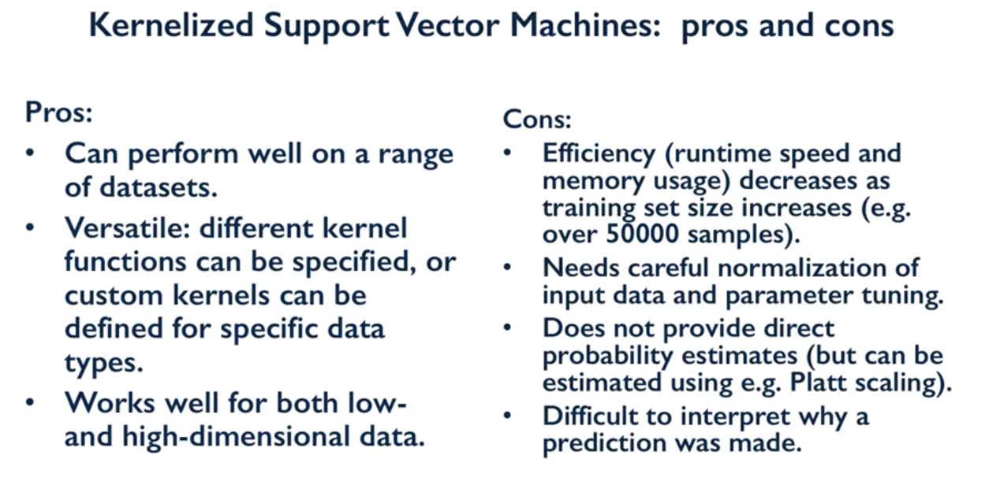 Kernelized Support Vector Machines:  pros and cons
Pros:
• Can perform well on a range
of datasets.
• Versatile: different kernel
functions can be specified, or
custom kernels can be
defined for specific data
types.
• Works well for both low-
and high-dimensional data.
Cons:
• Efficiency (runtime speed and
memory usage) decreases as
training set size increases (e.g.
over 50000 samples).
• Needs careful normalization of
input data and parameter tuning.
• Does not provide direct
probability estimates (but can be
estimated using e.g. Platt scaling).
• Difficult to interpret why a
prediction was made.